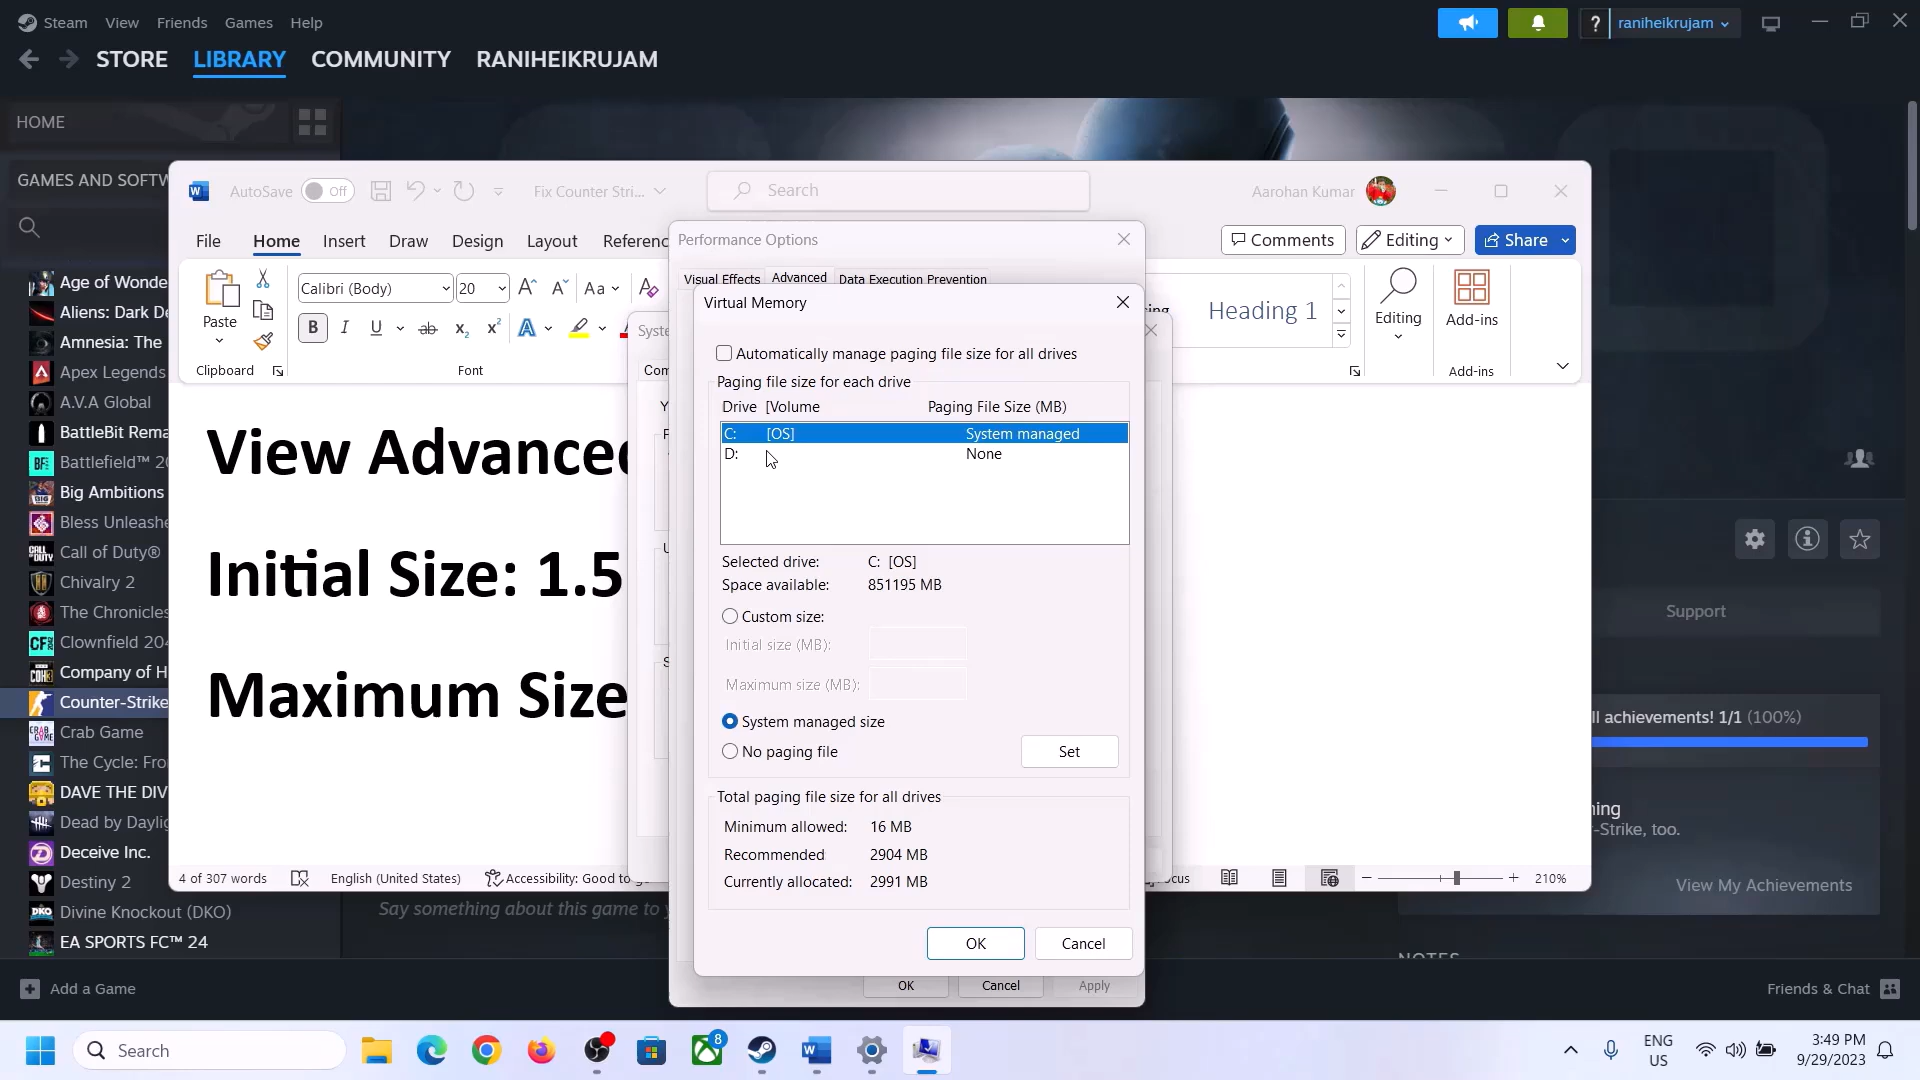 Steam View Friends Games Help
? raniheikrujam
STORE LIBRARY COMMUNITY RANIHEIKRUJAM
HOME
GAMES AND SOFTW
Age of Wonde
Aliens: Dark De
Amnesia: The
Apex Legends
A.V.A Global
BattleBit Rema
Battlefield™ 20
Big Ambitions
Bless Unleashe
Call of Duty®
Chivalry 2
The Chronicles
Clownfield 204
Company of H
Counter-Strike
Crab Game
The Cycle: Fro
DAVE THE DIV
Dead by Daylig
Deceive Inc.
Destiny 2
Divine Knockout (DKO)
EA SPORTS FC™ 24
Add a Game
AutoSave Off Fix Counter Stri... Search Aarohan Kumar
File Home Insert Draw Design Layout Referenc Comments Editing Share
Calibri (Body) 20 Aa
Paste
Clipboard
Font
Heading 1
Editing
Add-ins
Add-ins
View Advanced
Initial Size: 1.5
Maximum Size
4 of 307 words English (United States) Accessibility: Good to g 210%
Performance Options
Visual Effects Advanced Data Execution Prevention
Virtual Memory
Automatically manage paging file size for all drives
Paging file size for each drive
Drive [Volume Paging File Size (MB)
C: [OS] System managed
D: None
Selected drive: C: [OS]
Space available: 851195 MB
Custom size:
Initial size (MB):
Maximum size (MB):
System managed size
No paging file Set
Total paging file size for all drives
Minimum allowed: 16 MB
Recommended 2904 MB
Currently allocated: 2991 MB
OK Cancel
OK Cancel Apply
Support
ll achievements! 1/1 (100%)
-Strike, too.
View My Achievements
Say something about this game to y
NOTES
Friends & Chat
Search
8
ENG
US
3:49 PM
9/29/2023